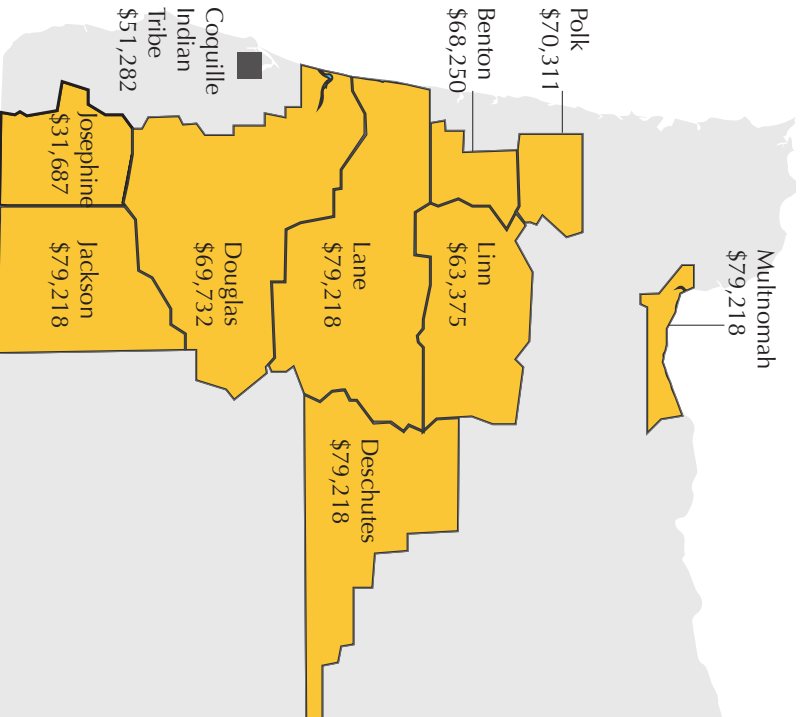 Multnomah
$79,218
Polk
$70,311
Benton
$68,250
Linn
$63,375
Deschutes
$79,218
Lane
$79,218
Douglas
$69,732
Coquille
Indian
Tribe
$51,282
Josephine
$31,687
Jackson
$79,218